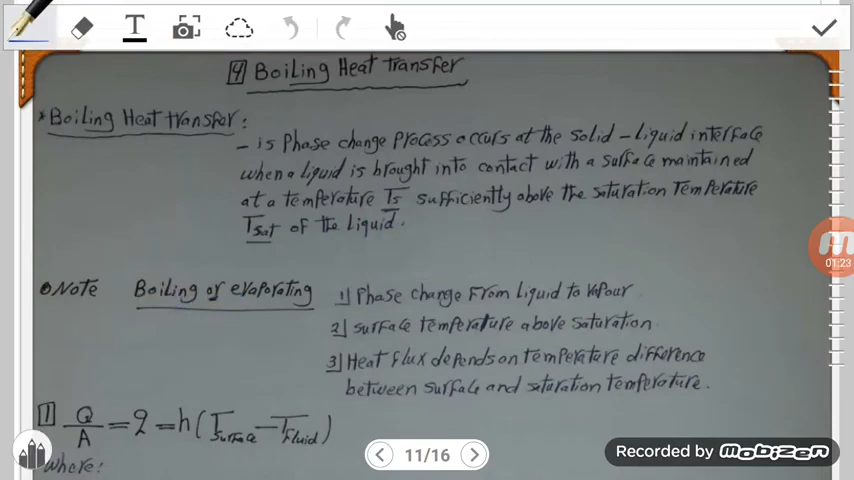 T
4 Boiling Heat transfer
*Boiling Heat transfer:
- is Phase change process occurs at the solid - liquid interface
when a liquid is brought into contact with a surface maintained
at a temperature Ts sufficiently above the saturation Temperature
Tsat of the liquid.
Note Boiling or evaporating 1) Phase change From liquid to vapour
2) surface temperature above saturation.
3) Heat flux depends on temperature difference
between surface and saturation temperature.
1 Q/A = q = h (Tsurface - Tfluid)
where:
01:23
< 11/16 >
Recorded by mobizen